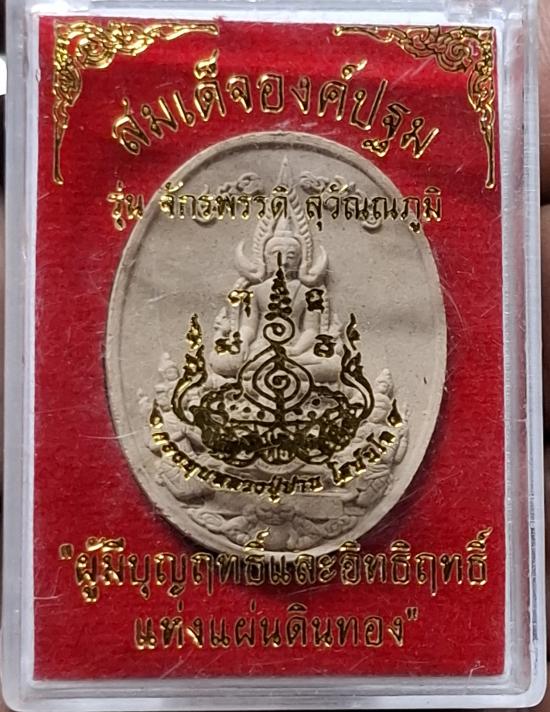 สมเด็จองค์ปฐม
รุ่น จักรพรรดิ สุวัณณภูมิ
"ผู้มีบุญฤทธิ์และอิทธิฤทธิ์
แห่งแผ่นดินทอง"